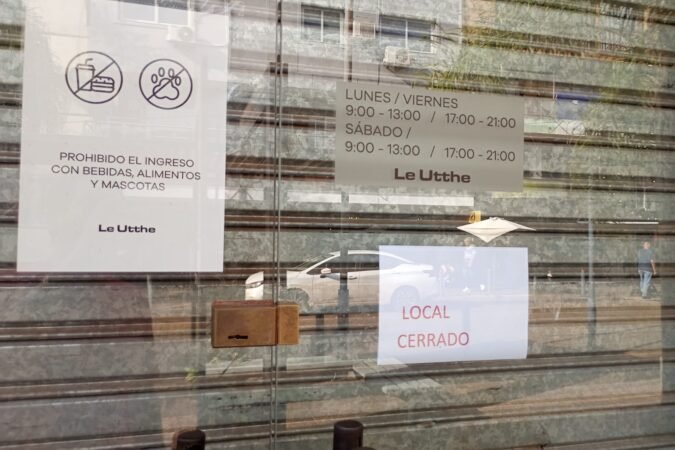 PROHIBIDO EL INGRESO
CON BEBIDAS, ALIMENTOS
Y MASCOTAS
Le Utthe
LUNES / VIERNES
9:00 - 13:00 / 17:00 - 21:00
SÁBADO /
9:00 - 13:00 / 17:00 - 21:00
Le Utthe
LOCAL
CERRADO